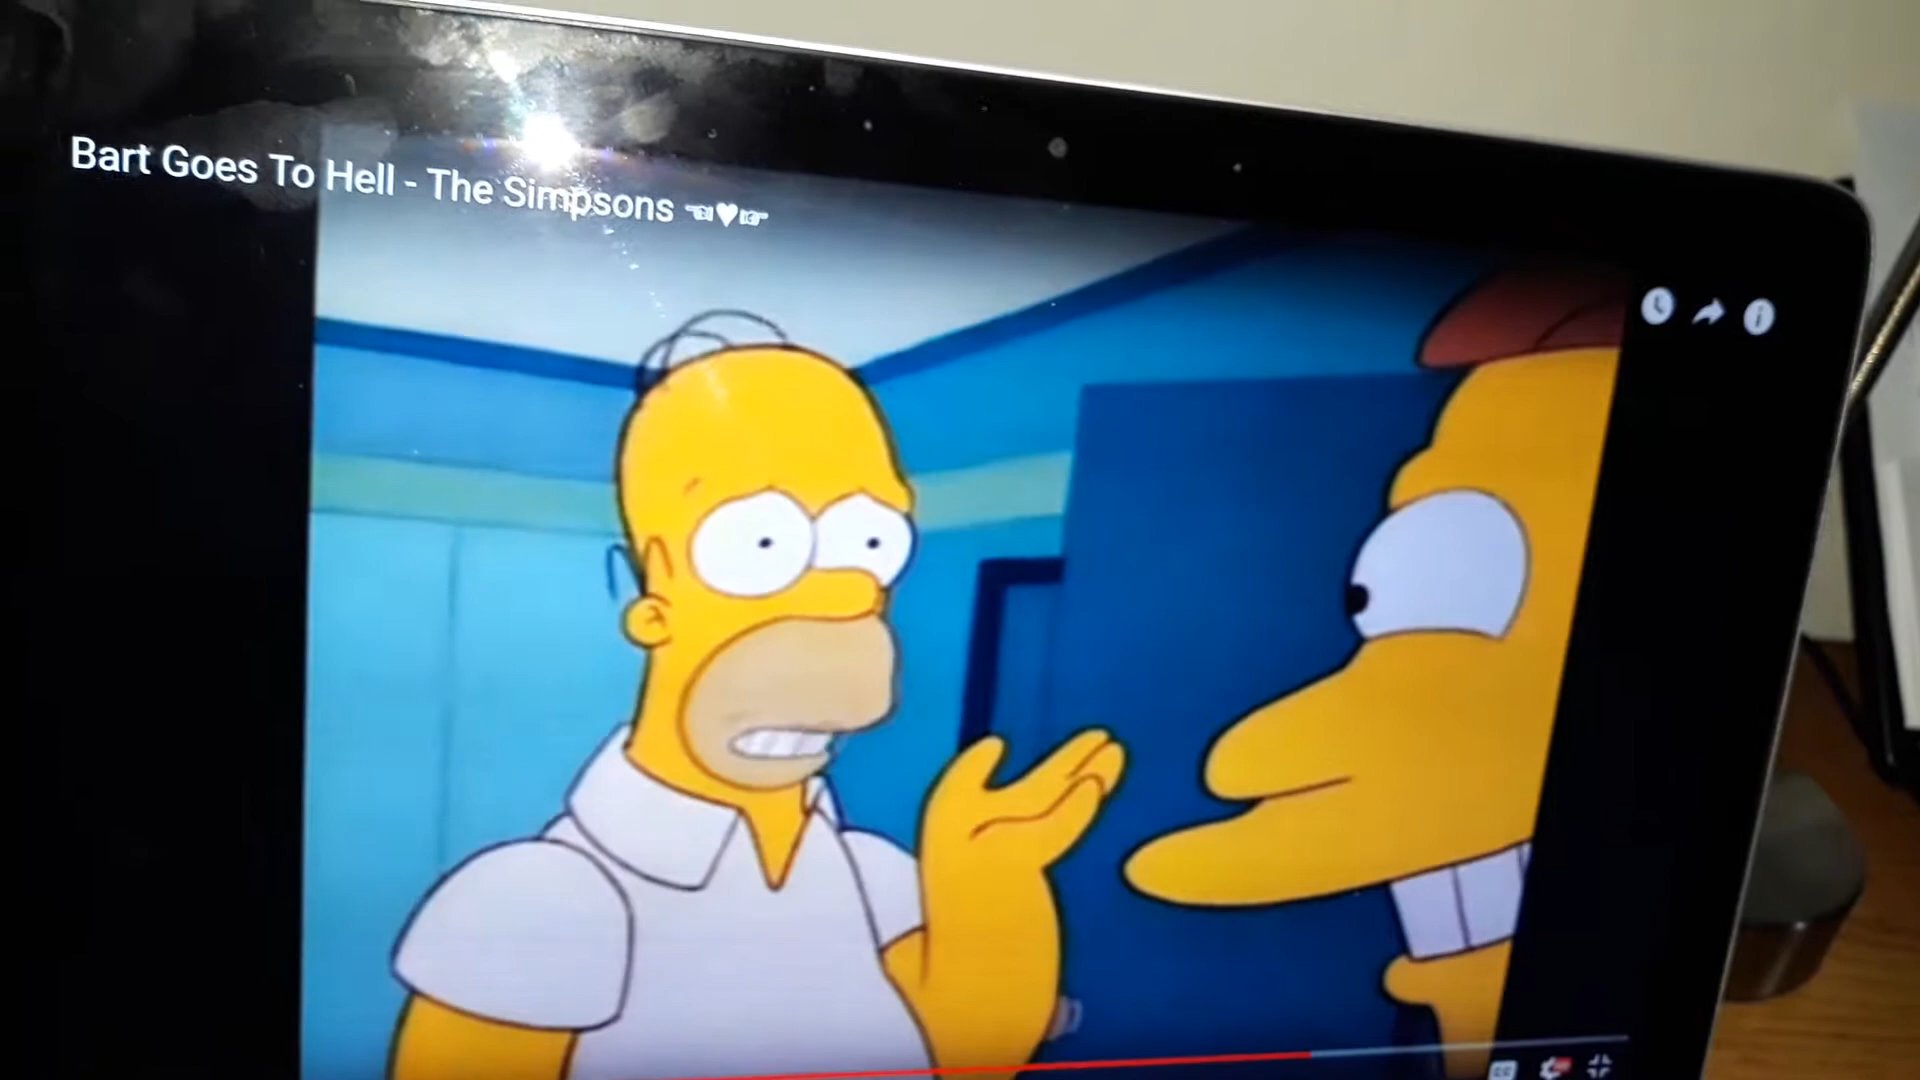 Bart Goes To Hell - The Simpsons ☜♥☞